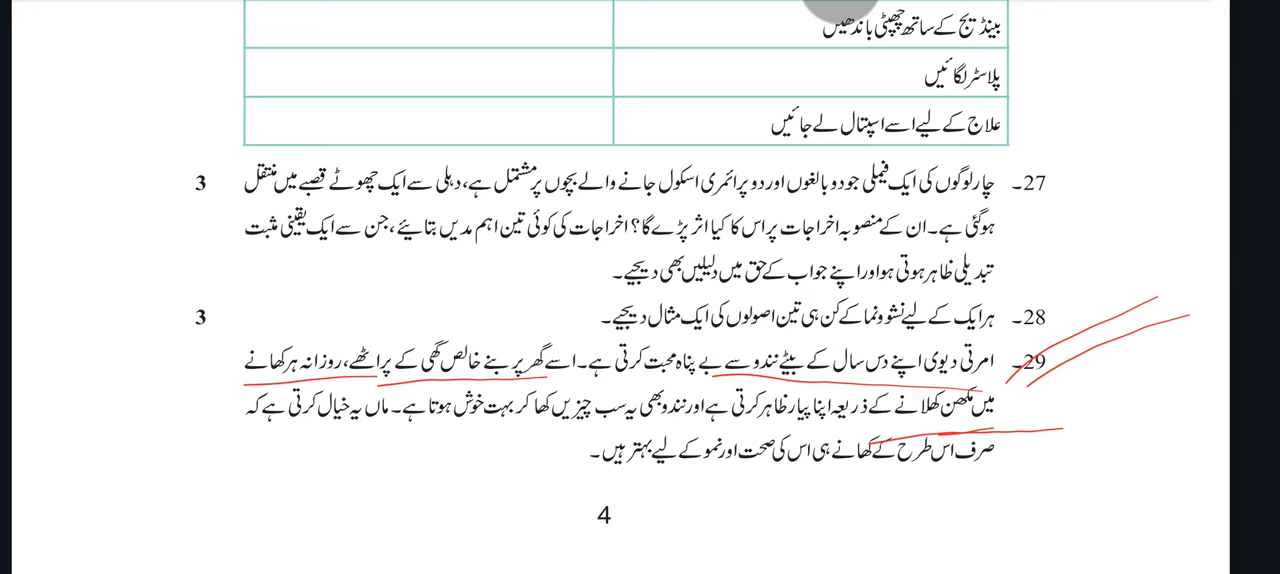 بینڈیج کے ساتھ چھپٹی باندھیں
پلاسٹر لگائیں
علاج کے لیے اسے اسپتال لے جائیں
27۔ چار لوگوں کی ایک فیملی جو دو بالغوں اور دو پرائمری اسکول جانے والے بچوں پر مشتمل ہے، دہلی سے ایک چھوٹے قصبے میں منتقل 3
ہوگئی ہے۔ ان کے منصوبہ اخراجات پر اس کا کیا اثر پڑے گا؟ اخراجات کی کوئی تین اہم مدیں بتائیے، جن سے ایک یقینی مثبت
تبدیلی ظاہر ہوتی ہو اور اپنے جواب کے حق میں دلیلیں بھی دیجیے۔
28۔ ہر ایک کے لیے نشوونما کے کن ہی تین اصولوں کی ایک مثال دیجیے۔ 3
29۔ امرتی دیوی اپنے دس سال کے بیٹے نندو سے بے پناہ محبت کرتی ہے۔ اسے گھر پر بنے خالص گھی کے پراٹھے، روزانہ ہر کھانے
میں مکھن کھلانے کے ذریعہ اپنا پیار ظاہر کرتی ہے اور نندو بھی یہ سب چیزیں کھا کر بہت خوش ہوتا ہے۔ ماں یہ خیال کرتی ہے کہ
صرف اس طرح کے کھانے ہی اس کی صحت اور نمو کے لیے بہتر ہیں۔
4